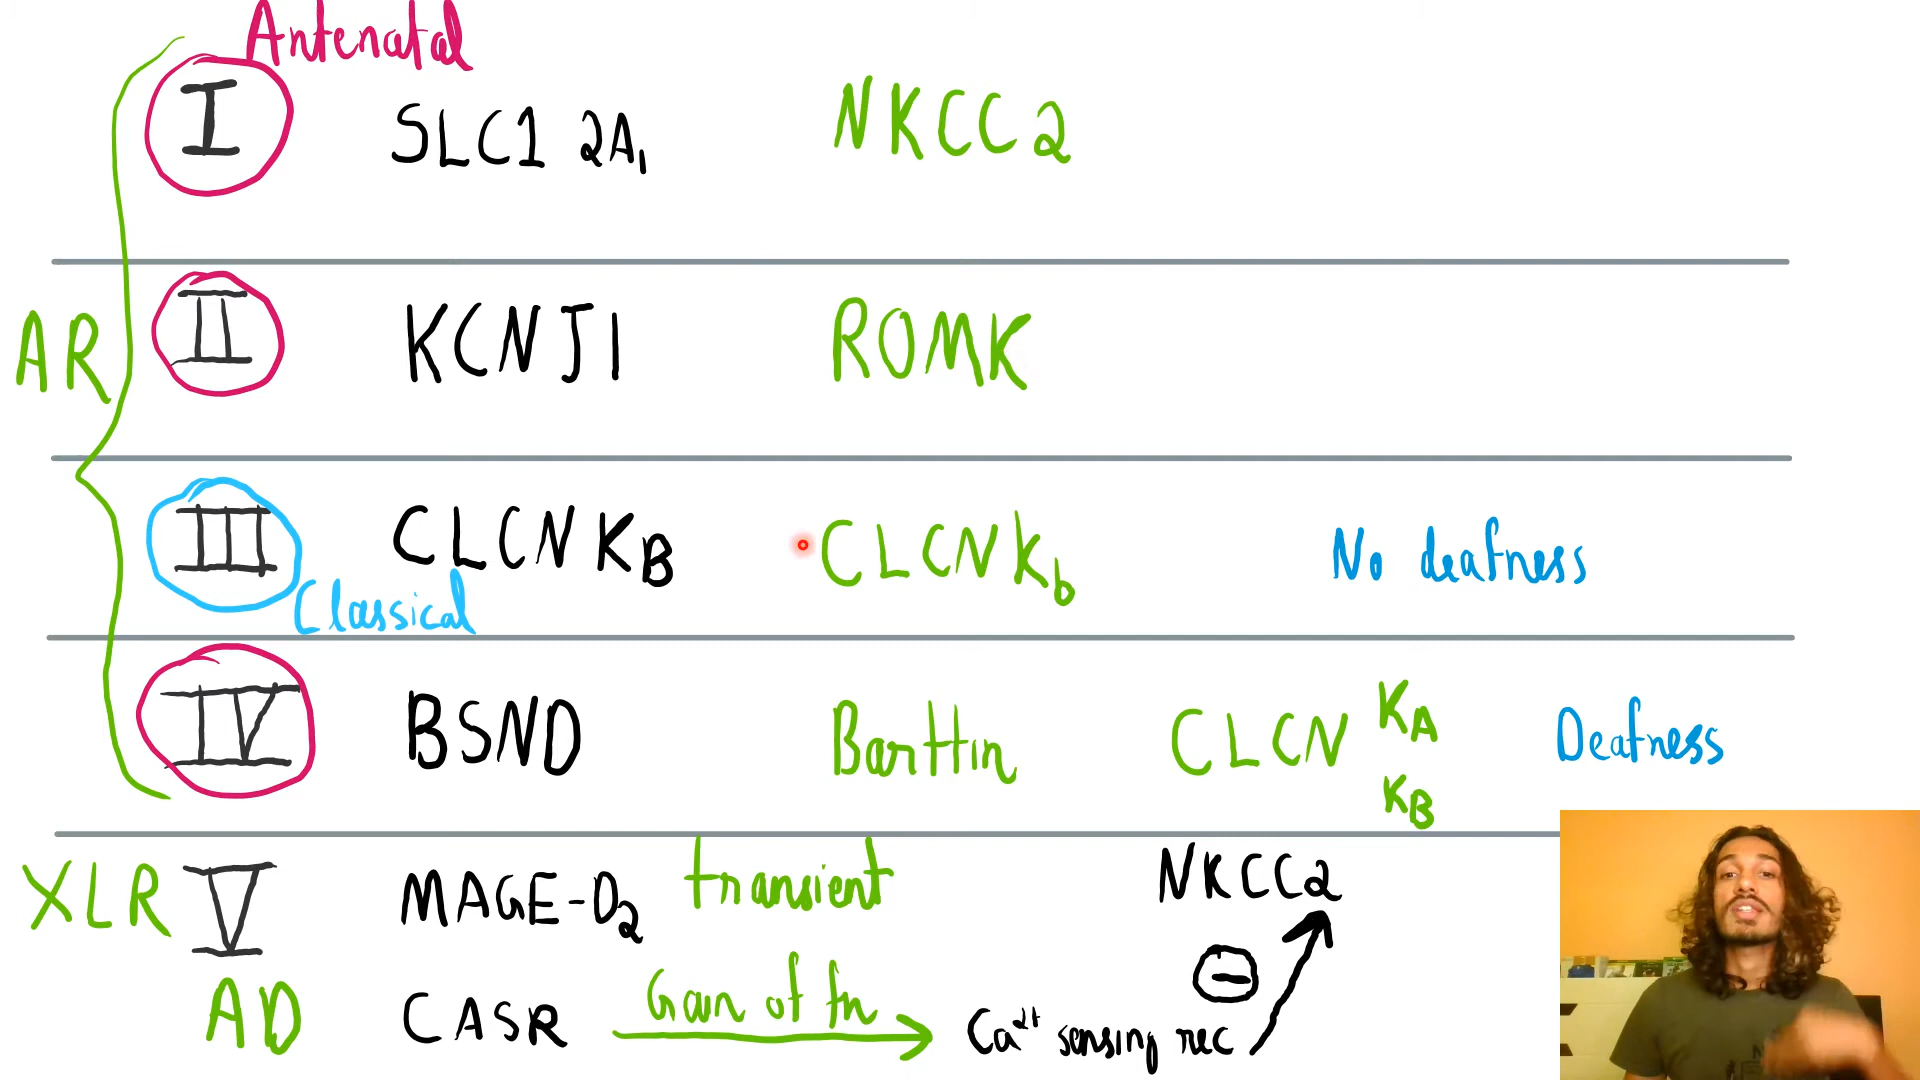 Antenatal
I SLC12A1 NKCC2
AR
II KCNJ1 ROMK
III CLCNKB CLCNKb No deafness
Classical
IV BSND Barttin CLCN KA KB Deafness
XLR V MAGE-D2 transient NKCC2
AD CASR Gain of fn Ca2+ sensing rec